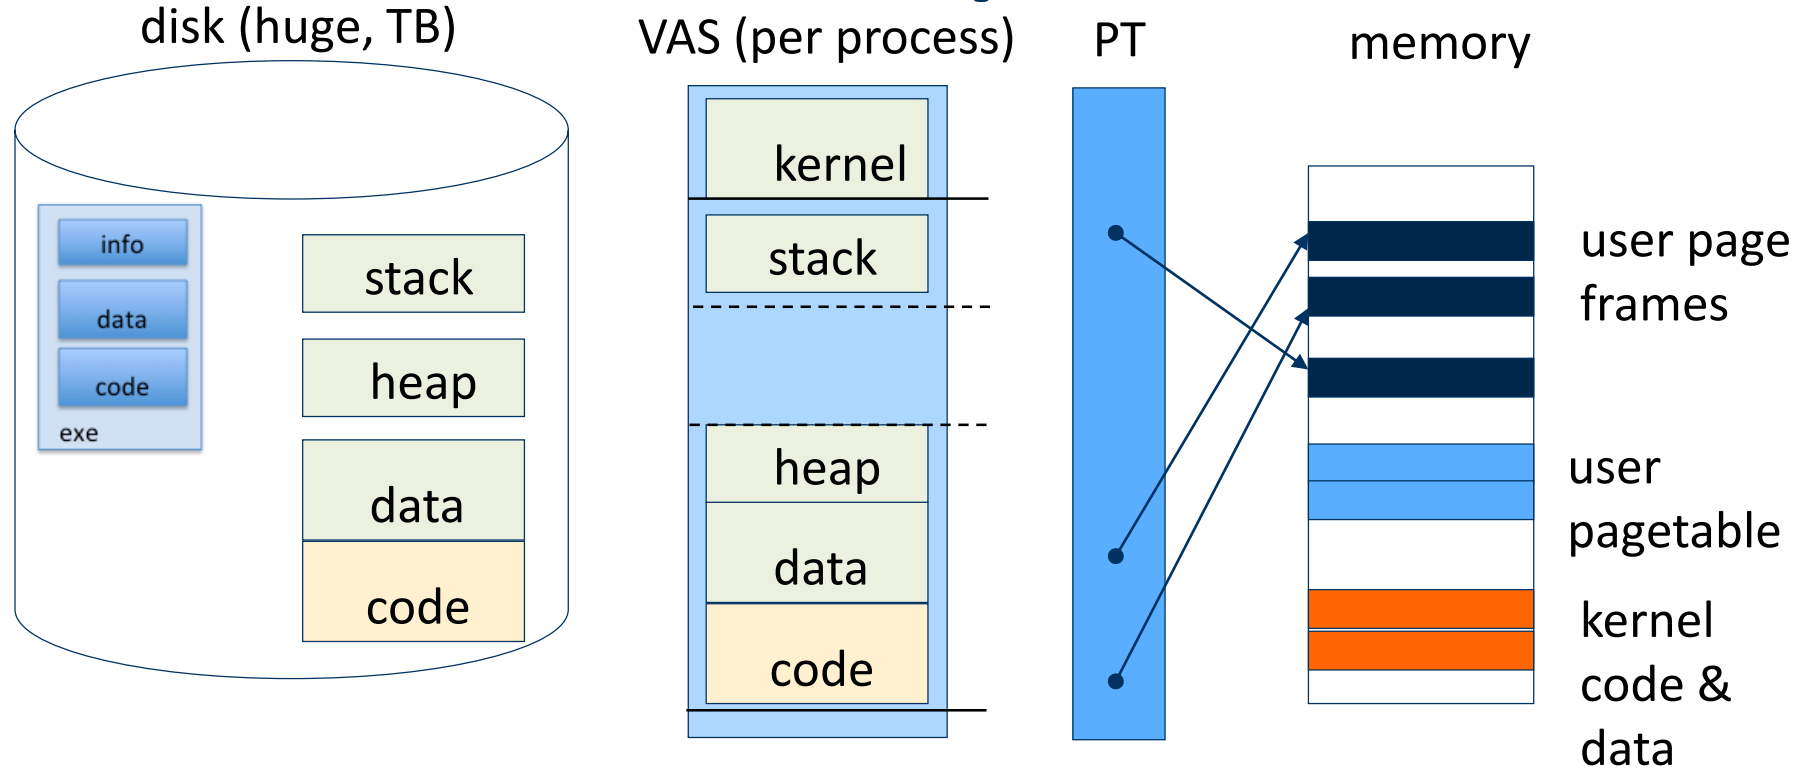 disk (huge, TB)
VAS (per process)
PT
memory
info
data
code
exe
stack
heap
data
code
kernel
stack
heap
data
code
user page
frames
user
pagetable
kernel
code &
data